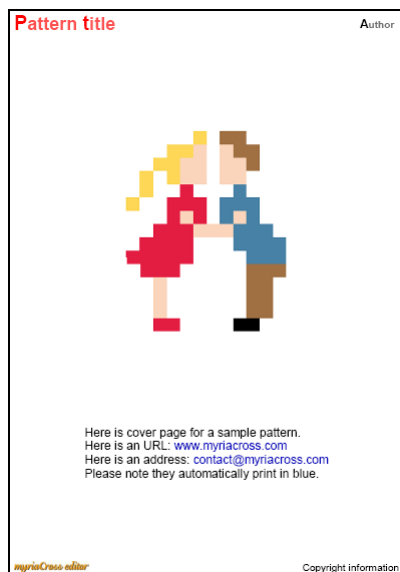 Pattern title
Author
Here is cover page for a sample pattern.
Here is an URL: www.myriacross.com
Here is an address: contact@myriacross.com
Please note they automatically print in blue.
myriaCross editor
Copyright information